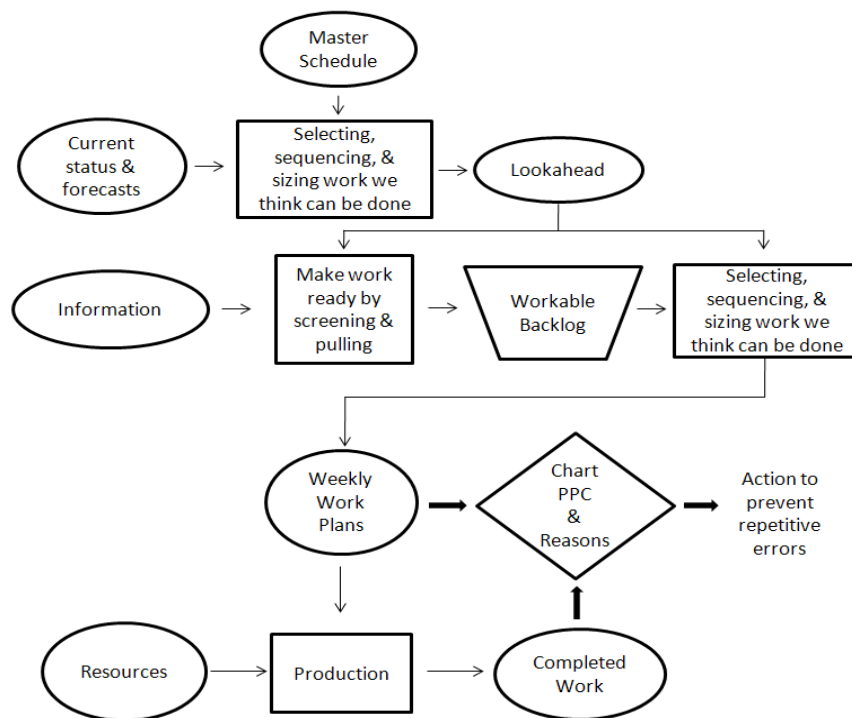 Master
Schedule
Current
status &
forecasts
Selecting,
sequencing, &
sizing work we
think can be done
Lookahead
Information
Make work
ready by
screening &
pulling
Workable
Backlog
Selecting,
sequencing, &
sizing work we
think can be done
Weekly
Work
Plans
Chart
PPC
&
Reasons
Action to
prevent
repetitive
errors
Resources
Production
Completed
Work